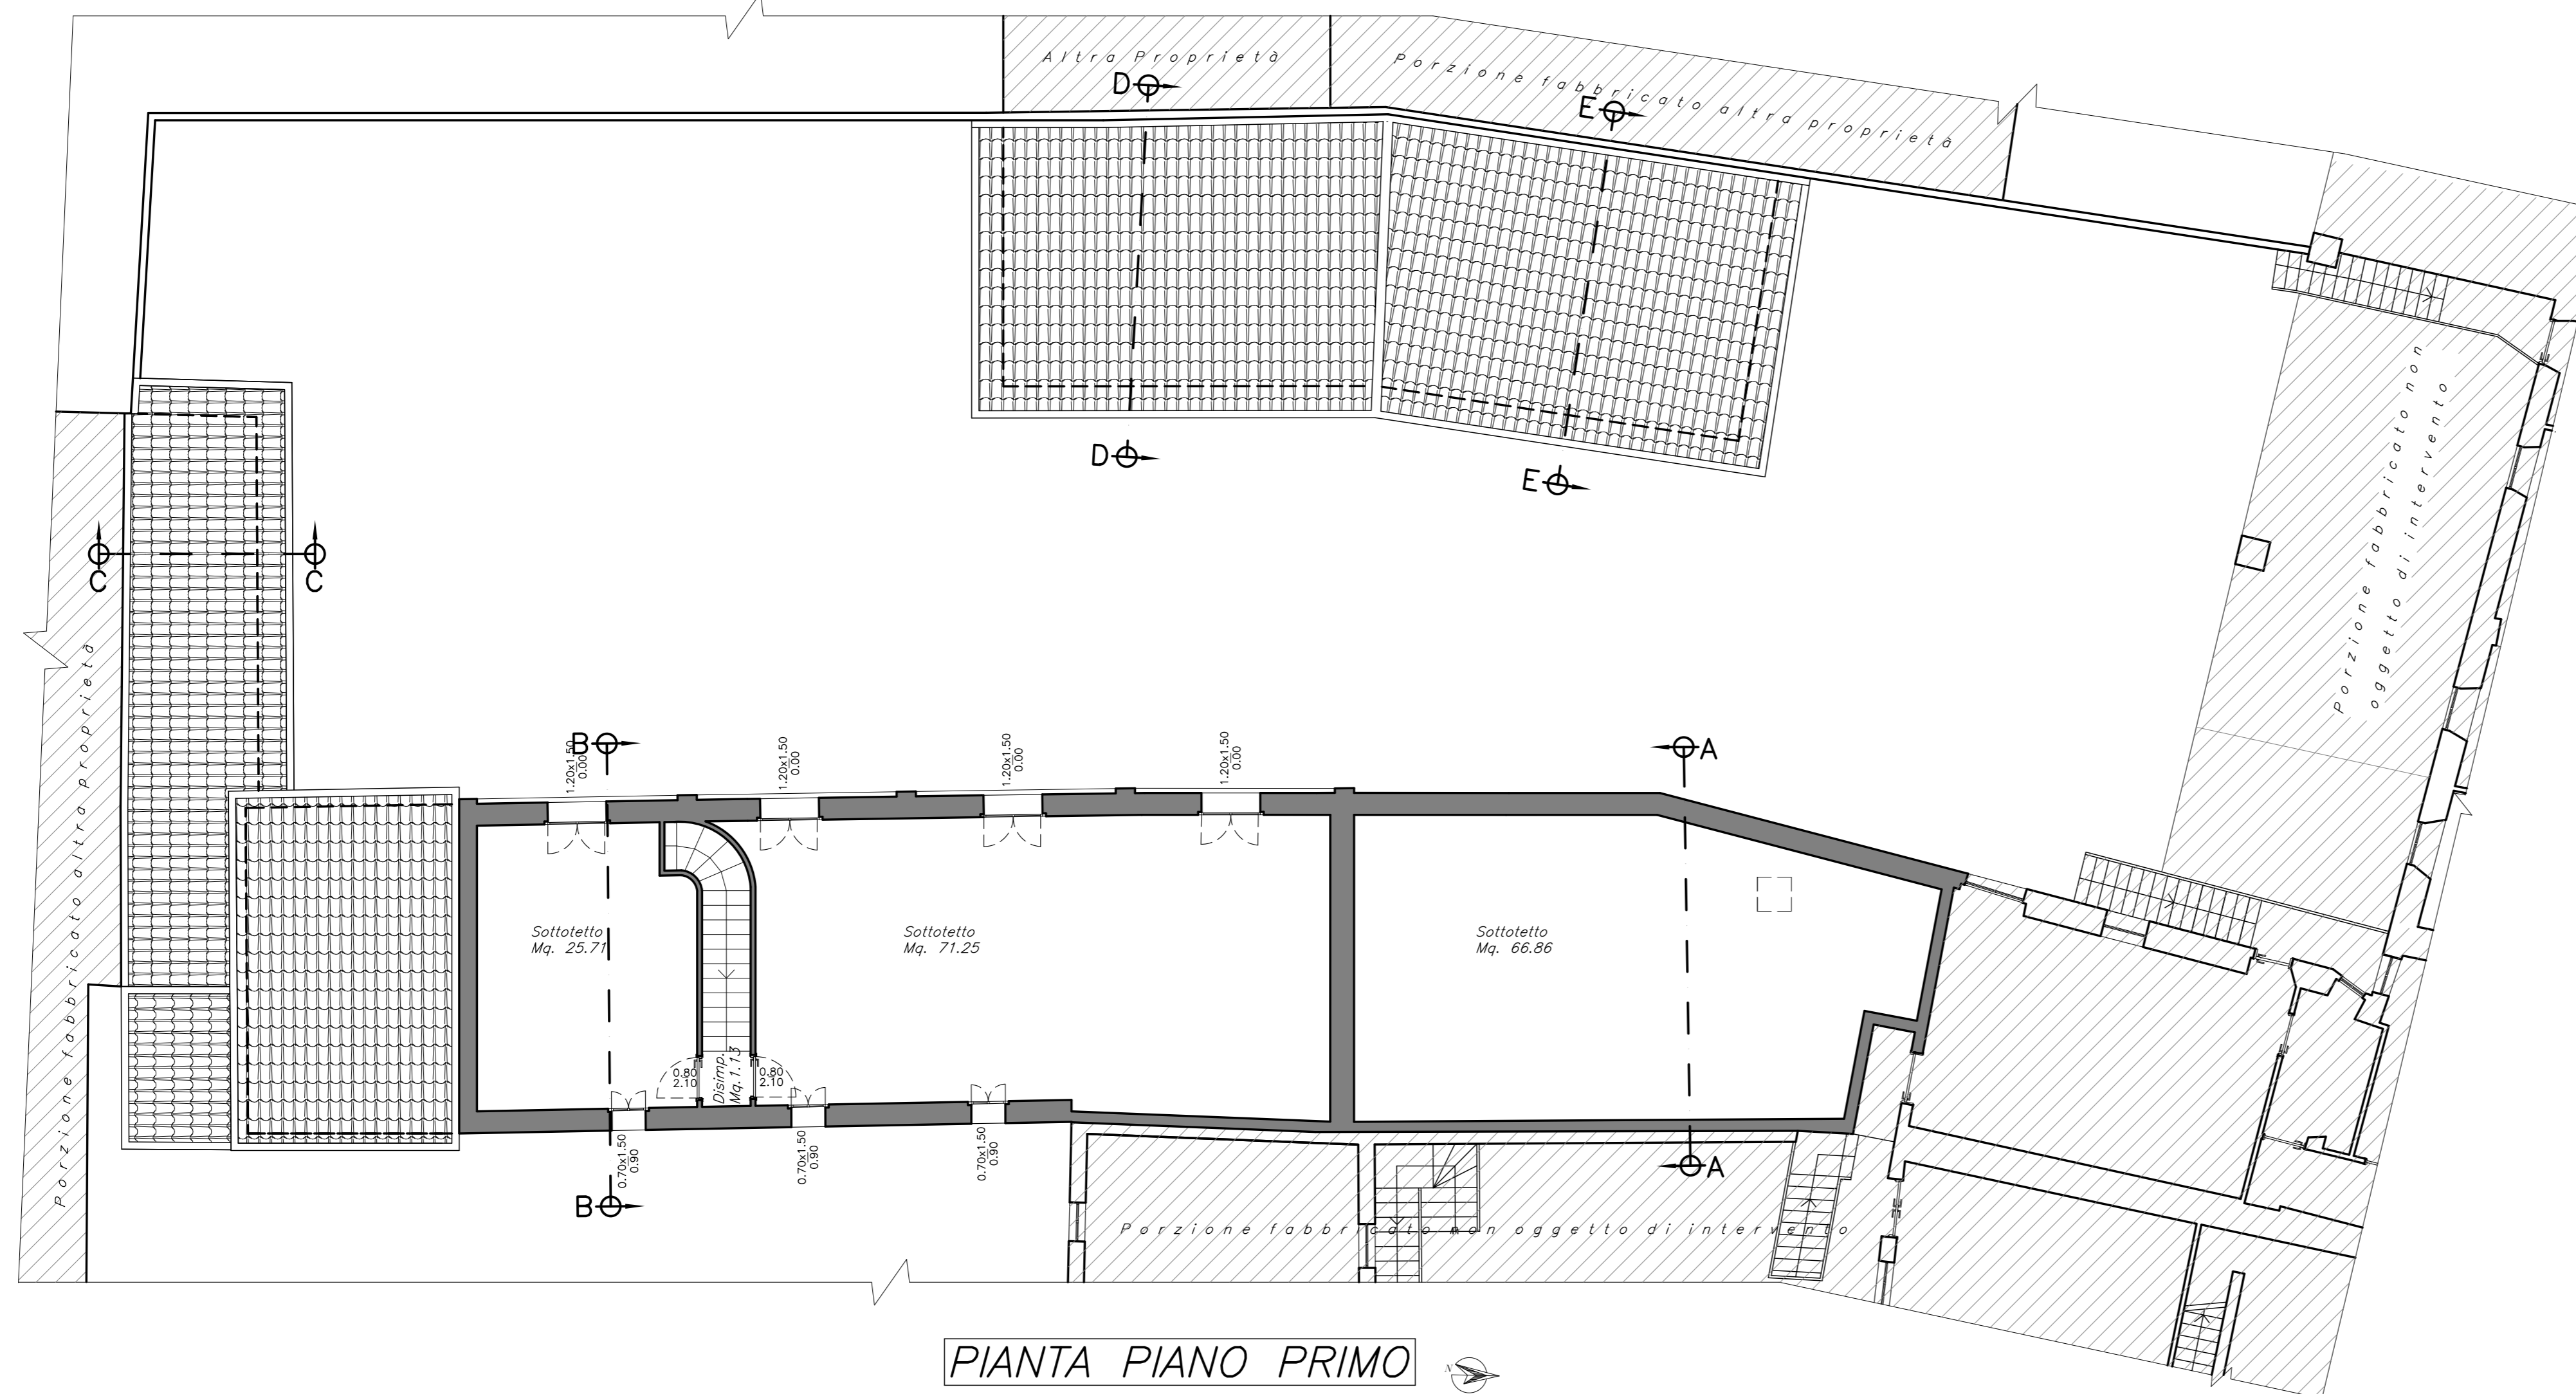 Altra Proprietà
Porzione fabbricato altra proprietà
D
E
D
E
C
C
Porzione fabbricato non
oggetto di intervento
Porzione fabbricato altra proprietà
B
1.20x1.50
0.00
1.20x1.50
0.00
1.20x1.50
0.00
1.20x1.50
0.00
A
Sottotetto
Mq. 25.71
Sottotetto
Mq. 71.25
Sottotetto
Mq. 66.86
0.80
2.10
Disimp.
Mq.1.13
0.80
2.10
0.70x1.50
0.90
0.70x1.50
0.90
0.70x1.50
0.90
A
B
Porzione fabbricato non oggetto di intervento
PIANTA PIANO PRIMO
N